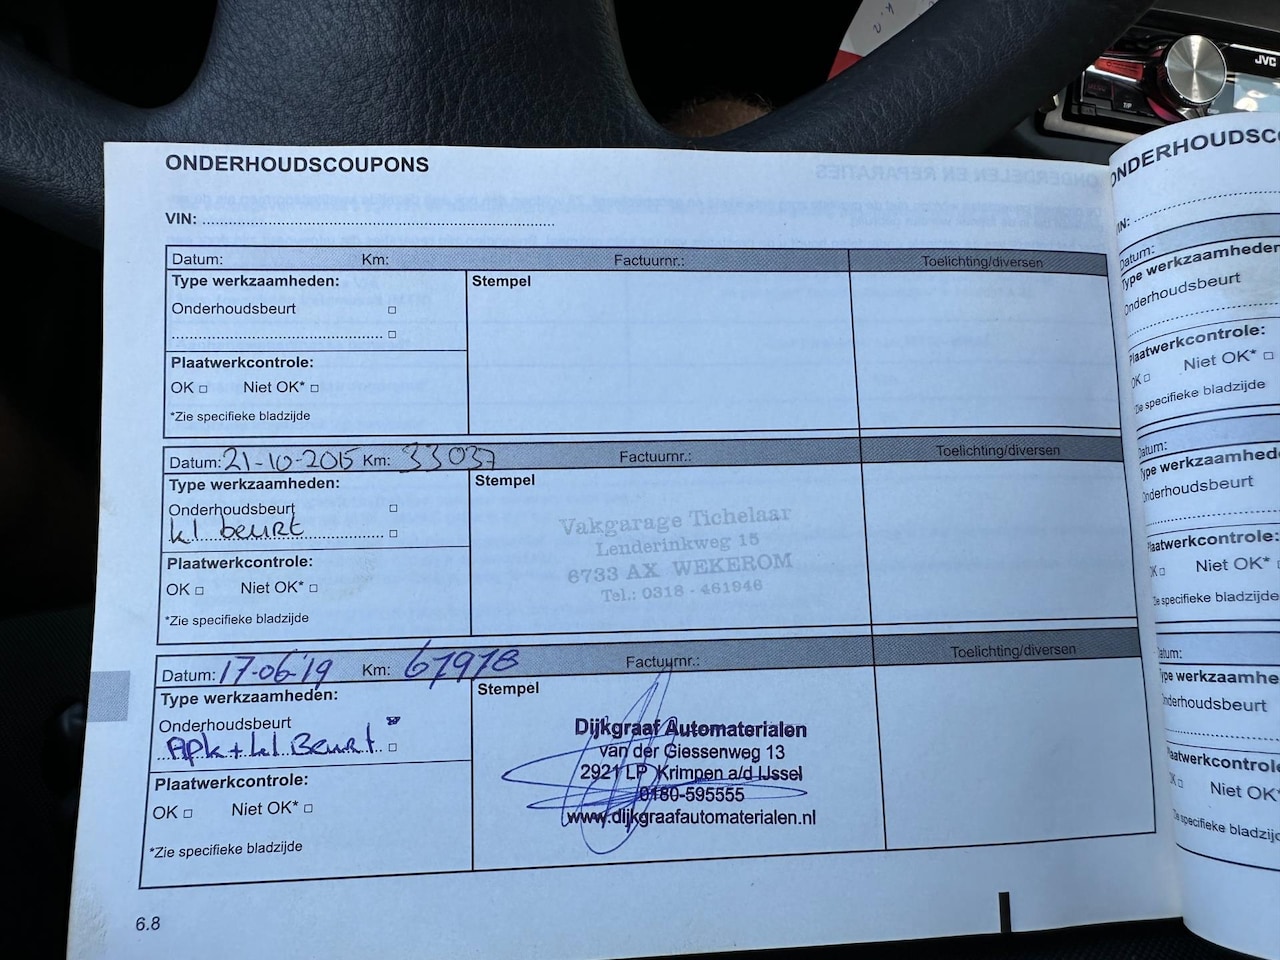 JVC
T/P
ONDERHOUDSCOUPONS
VIN:
Datum: Km: Factuurnr.: Toelichting/diversen
Type werkzaamheden: Stempel
Onderhoudsbeurt
Plaatwerkcontrole:
OK Niet OK*
*Zie specifieke bladzijde
Datum: 21-10-2015 Km: 33037 Factuurnr.: Toelichting/diversen
Type werkzaamheden: Stempel
Onderhoudsbeurt
kl beurt
Plaatwerkcontrole:
OK Niet OK*
*Zie specifieke bladzijde
Vakgarage Tichelaar
Lenderinkweg 15
6733 AX WEKEROM
Tel.: 0318 - 461946
Datum: 17-06-19 Km: 67978 Factuurnr.: Toelichting/diversen
Type werkzaamheden: Stempel
Onderhoudsbeurt
Apk + kl Beurt
Plaatwerkcontrole:
OK Niet OK*
*Zie specifieke bladzijde
Dijkgraaf Automaterialen
van der Giessenweg 13
2921 LP Krimpen a/d IJssel
0180-595555
www.dijkgraafautomaterialen.nl
6.8
ONDERHOUDSCO
VIN:
Datum:
Type werkzaamheden
Onderhoudsbeurt
Plaatwerkcontrole:
OK Niet OK*
Zie specifieke bladzijde
Datum:
Type werkzaamhede
Onderhoudsbeurt
Plaatwerkcontrole:
OK Niet OK*
Zie specifieke bladzijde
Datum:
Type werkzaamhe
Onderhoudsbeurt
Plaatwerkcontrole
OK Niet OK*
Zie specifieke bladzijd